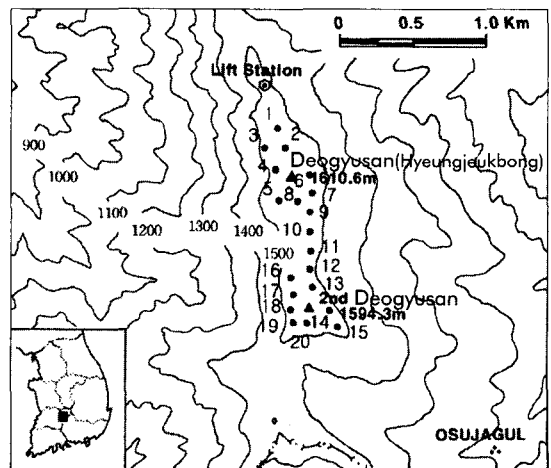 0 0.5 1.0 Km
Lift Station
1
3 2
900
Deogyusan(Hyeungjeukbong)
4
1000
6 1610.6m
5 8 7
1100
9
1200 1300 1400 10
1500 11
16 12
13
17 2nd Deogyusan
18 1594.3m
19 14 15
20
OSUJAGUL